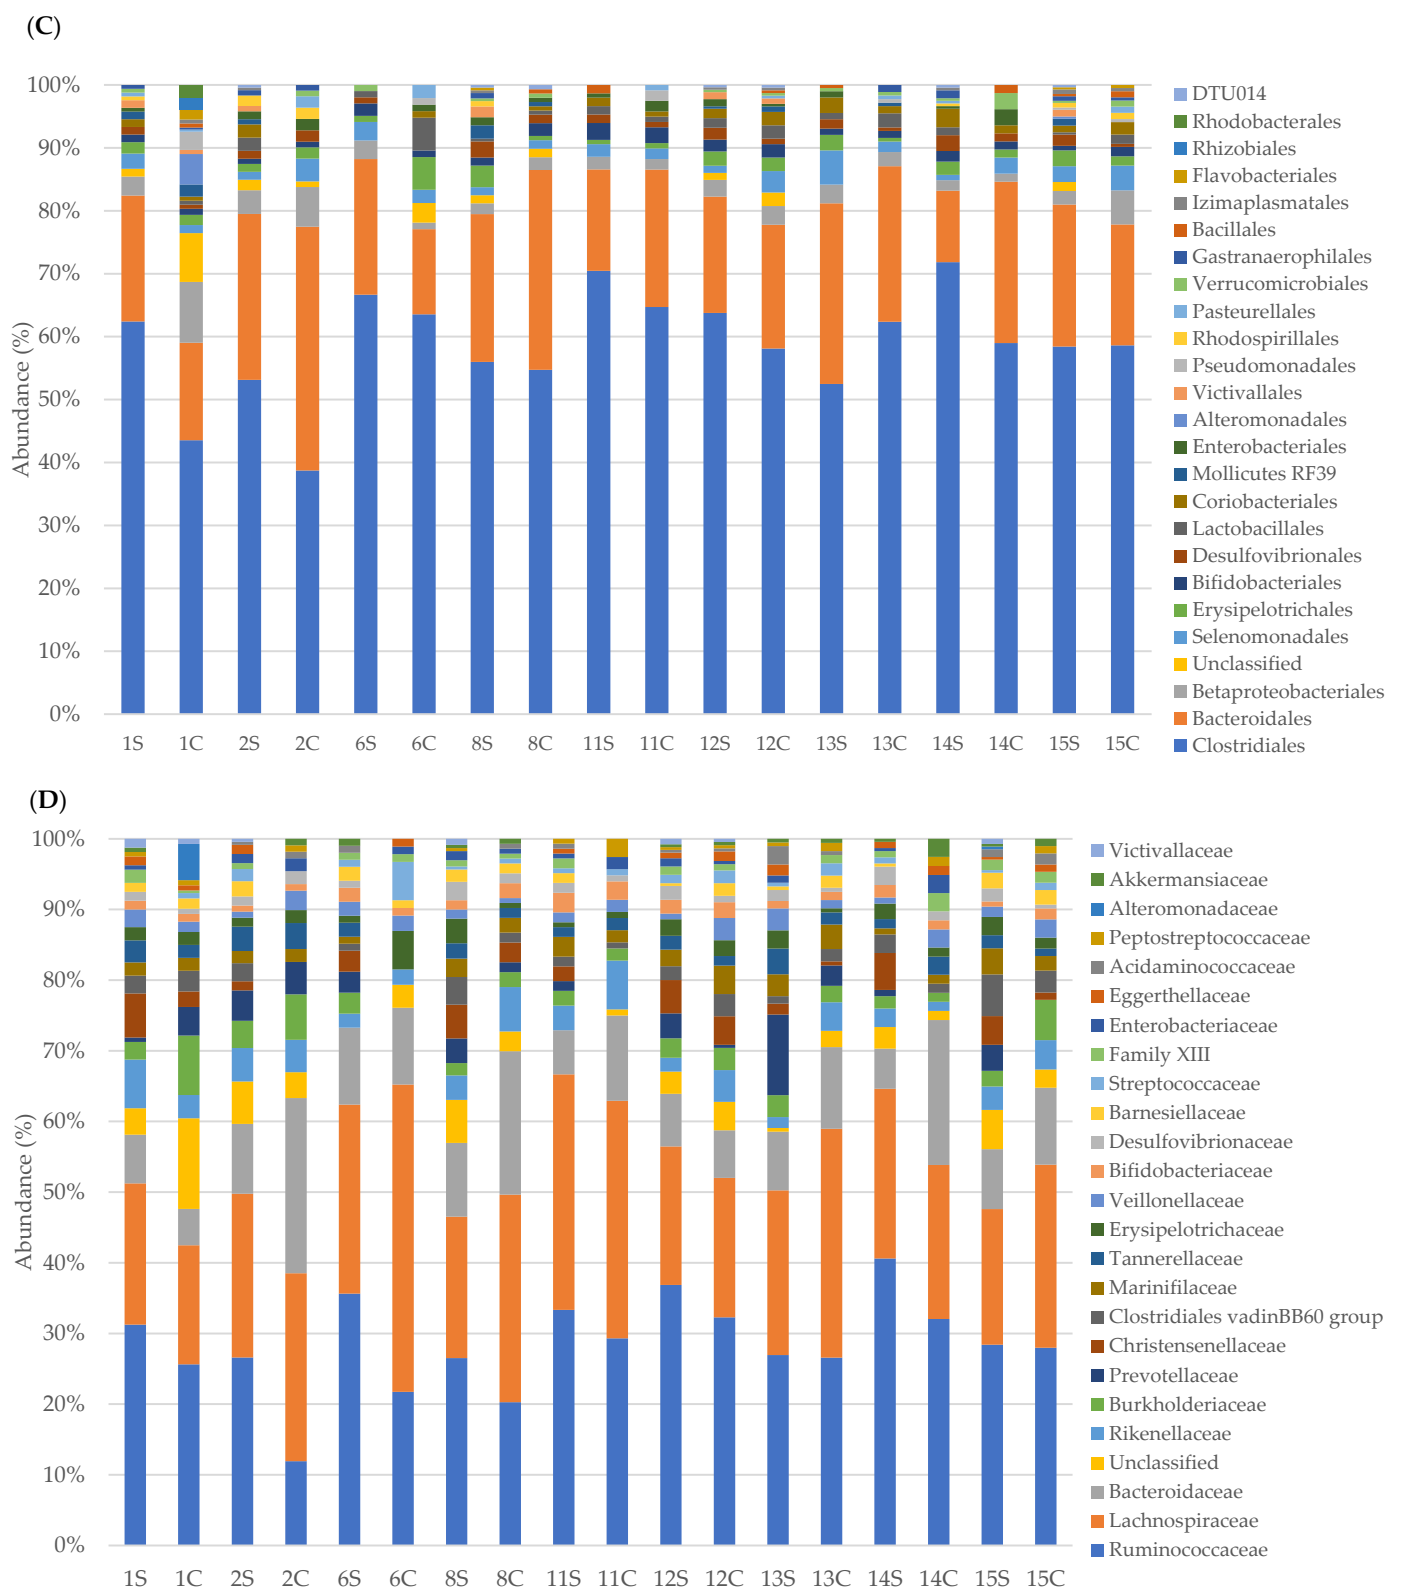 (C)
100%
90%
80%
70%
60%
50%
40%
30%
20%
10%
0%
Abundance (%)
1S 1C 2S 2C 6S 6C 8S 8C 11S 11C 12S 12C 13S 13C 14S 14C 15S 15C
DTU014
Rhodobacterales
Rhizobiales
Flavobacteriales
Izimaplasmatales
Bacillales
Gastranaerophilales
Verrucomicrobiales
Pasteurellales
Rhodospirillales
Pseudomonadales
Victivallales
Alteromonadales
Enterobacteriales
Mollicutes RF39
Coriobacteriales
Lactobacillales
Desulfovibrionales
Bifidobacteriales
Erysipelotrichales
Selenomonadales
Unclassified
Betaproteobacteriales
Bacteroidales
Clostridiales
(D)
100%
90%
80%
70%
60%
50%
40%
30%
20%
10%
0%
Abundance (%)
1S 1C 2S 2C 6S 6C 8S 8C 11S 11C 12S 12C 13S 13C 14S 14C 15S 15C
Victivallaceae
Akkermansiaceae
Alteromonadaceae
Peptostreptococcaceae
Acidaminococcaceae
Eggerthellaceae
Enterobacteriaceae
Family XIII
Streptococcaceae
Barnesiellaceae
Desulfovibrionaceae
Bifidobacteriaceae
Veillonellaceae
Erysipelotrichaceae
Tannerellaceae
Marinifilaceae
Clostridiales vadinBB60 group
Christensenellaceae
Prevotellaceae
Burkholderiaceae
Rikenellaceae
Unclassified
Bacteroidaceae
Lachnospiraceae
Ruminococcaceae